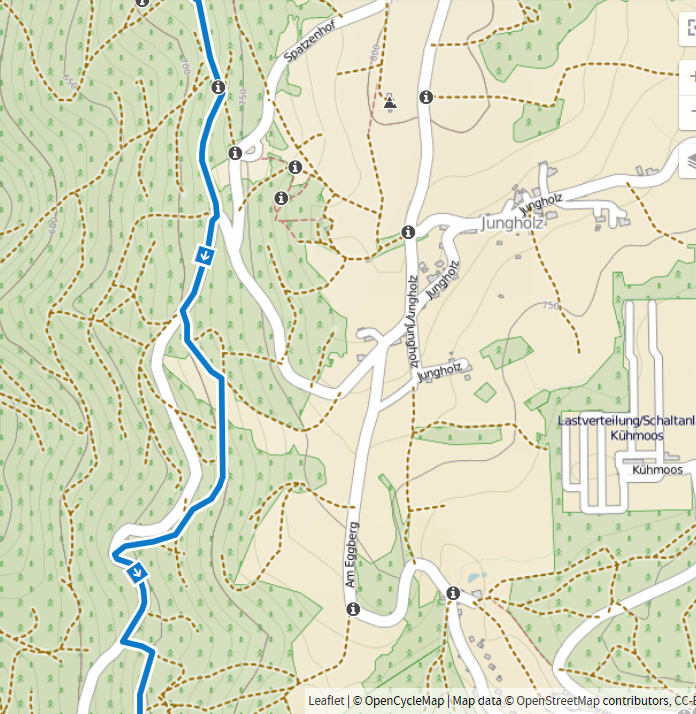 Spatzenhof
600
700
650
750
Jungholz
Jungholz
600
Jungholz
Jungholz/Jungholz
750
Jungholz
Lastverteilung/Schaltanl
Kühmoos
Kühmoos
Am Eggberg
Leaflet | © OpenCycleMap | Map data © OpenStreetMap contributors, CC-B